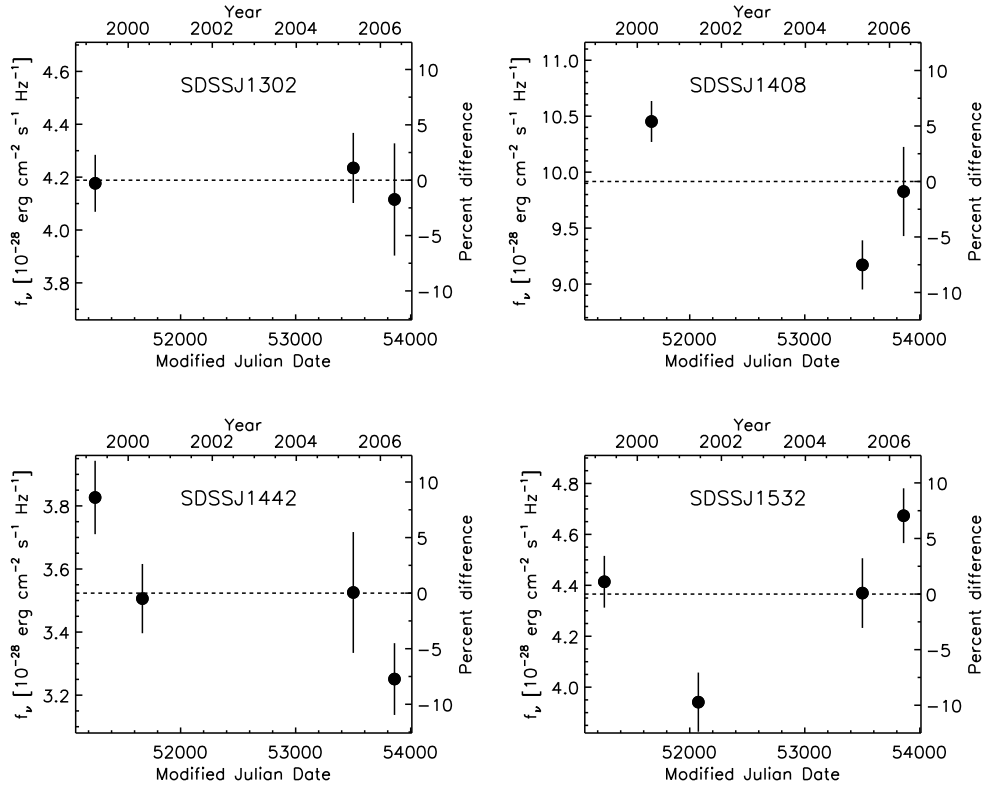 Year
2000 2002 2004 2006
SDSSJ1302
4.6
4.4
4.2
4.0
3.8
10
5
0
−5
−10
fν [10−28 erg cm−2 s−1 Hz−1]
Percent difference
52000 53000 54000
Modified Julian Date
Year
2000 2002 2004 2006
SDSSJ1408
11.0
10.5
10.0
9.5
9.0
10
5
0
−5
−10
fν [10−28 erg cm−2 s−1 Hz−1]
Percent difference
52000 53000 54000
Modified Julian Date
Year
2000 2002 2004 2006
SDSSJ1442
3.8
3.6
3.4
3.2
10
5
0
−5
−10
fν [10−28 erg cm−2 s−1 Hz−1]
Percent difference
52000 53000 54000
Modified Julian Date
Year
2000 2002 2004 2006
SDSSJ1532
4.8
4.6
4.4
4.2
4.0
10
5
0
−5
−10
fν [10−28 erg cm−2 s−1 Hz−1]
Percent difference
52000 53000 54000
Modified Julian Date